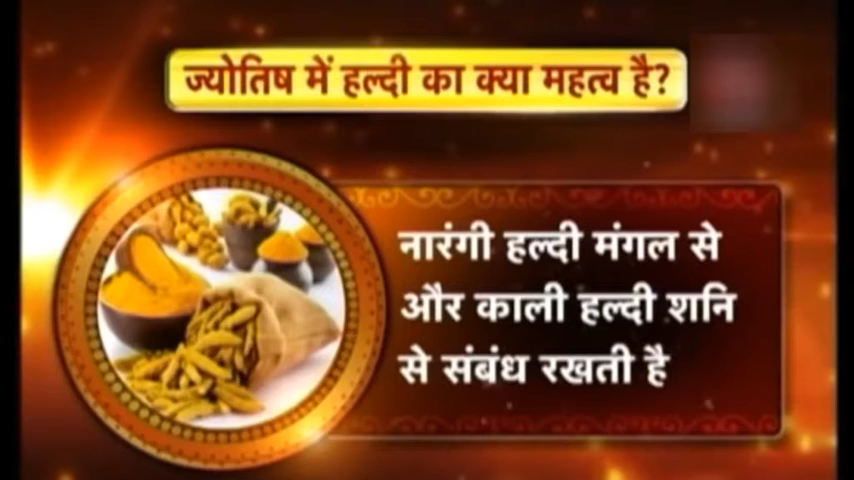 ज्योतिष में हल्दी का क्या महत्व है?
नारंगी हल्दी मंगल से
और काली हल्दी शनि
से संबंध रखती है